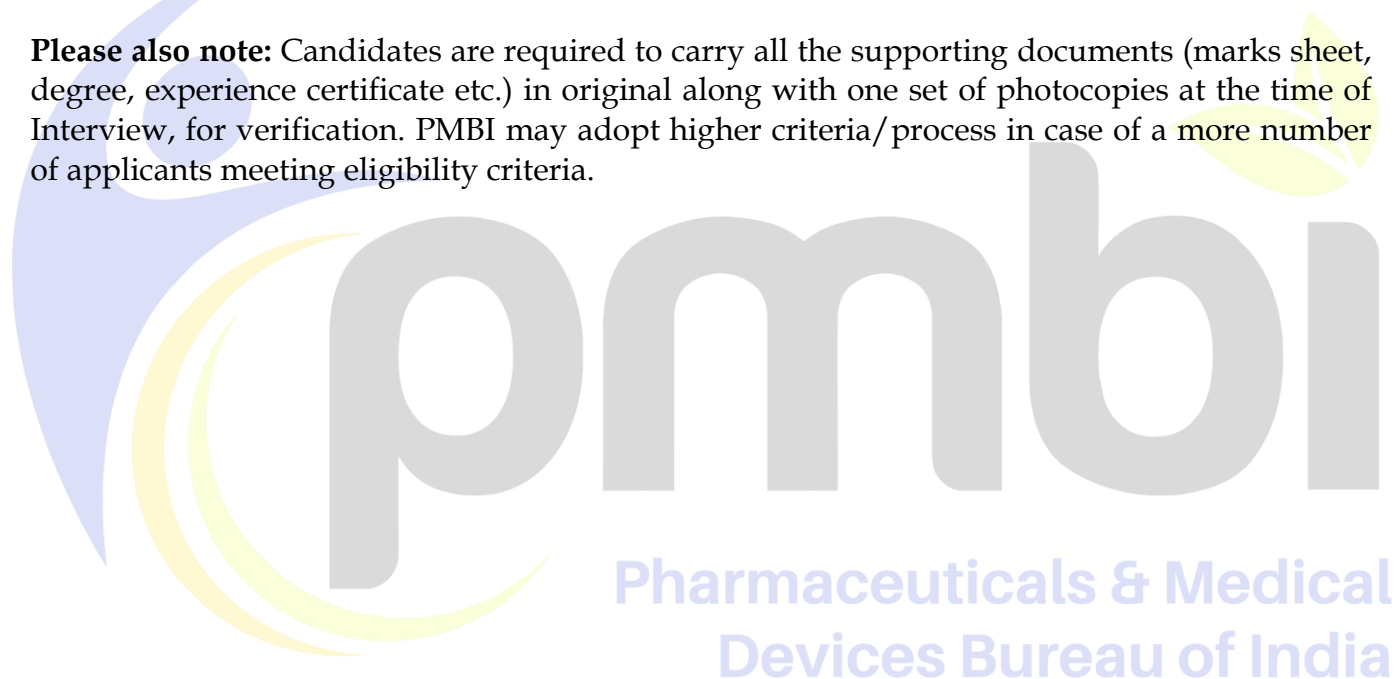 Please also note: Candidates are required to carry all the supporting documents (marks sheet,
degree, experience certificate etc.) in original along with one set of photocopies at the time of
Interview, for verification. PMBI may adopt higher criteria/process in case of a more number
of applicants meeting eligibility criteria.
pmbi
Pharmaceuticals & Medical
Devices Bureau of India